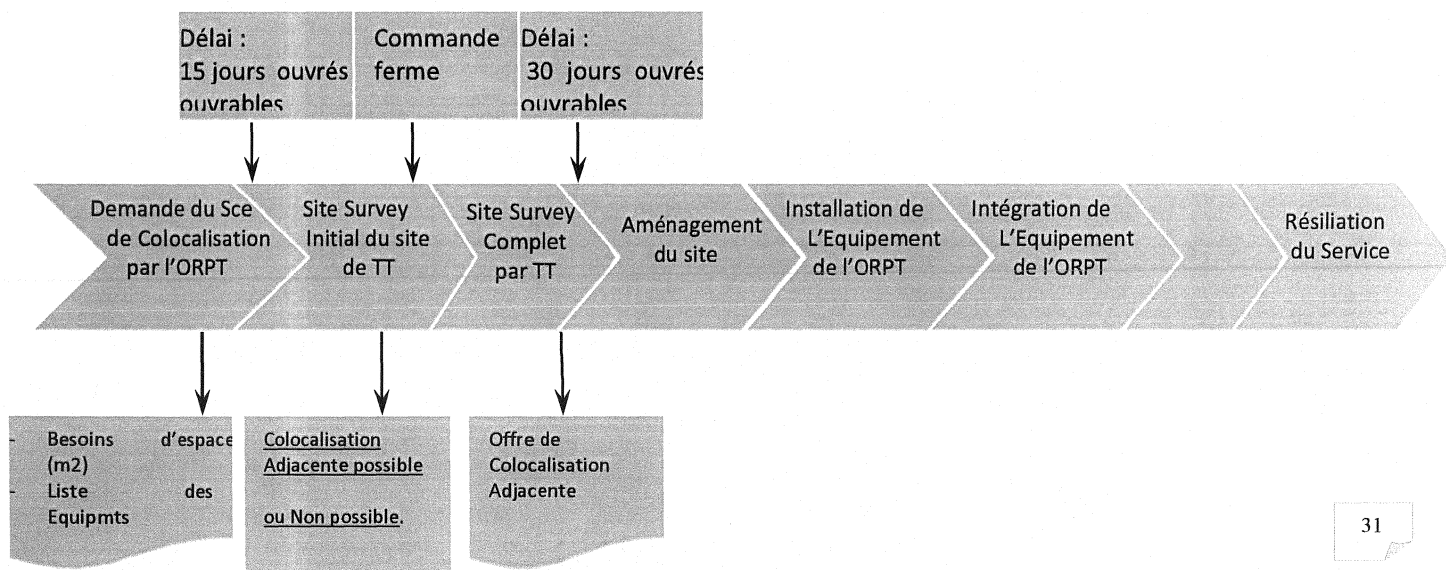 Délai :
15 jours ouvrés
ouvrables
Commande
ferme
Délai :
30 jours ouvrés
ouvrables
Demande du Sce
de Colocalisation
par l'ORPT
Site Survey
Initial du site
de TT
Site Survey
Complet
par TT
Aménagement
du site
Installation de
L'Equipement
de l'ORPT
Intégration de
L'Equipement
de l'ORPT
Résiliation
du Service
- Besoins d'espace
(m2)
- Liste des
Equipmts
Colocalisation
Adjacente possible
ou Non possible.
Offre de
Colocalisation
Adjacente
31